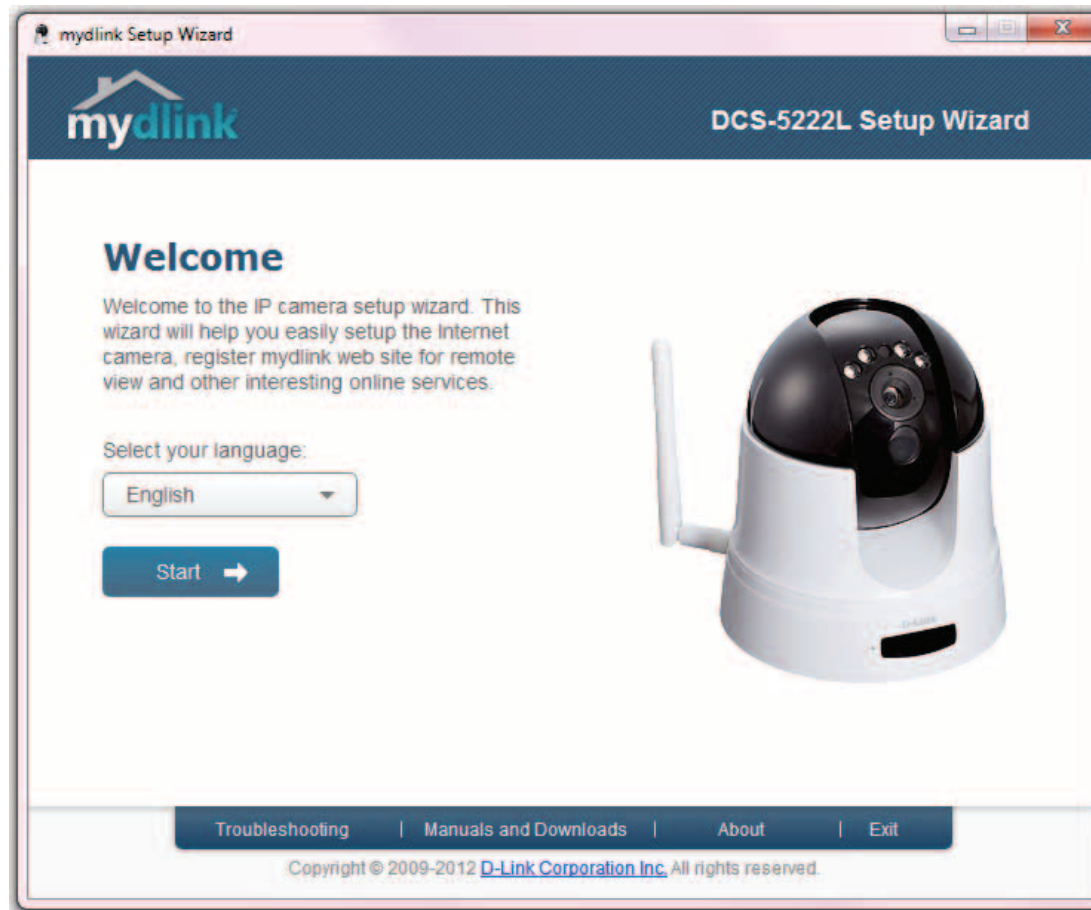 mydlink Setup Wizard
mydlink
DCS-5222L Setup Wizard
Welcome
Welcome to the IP camera setup wizard. This
wizard will help you easily setup the Internet
camera, register mydlink web site for remote
view and other interesting online services.
Select your language:
English
Start
D-Link
Troubleshooting | Manuals and Downloads | About | Exit
Copyright © 2009-2012 D-Link Corporation Inc. All rights reserved.